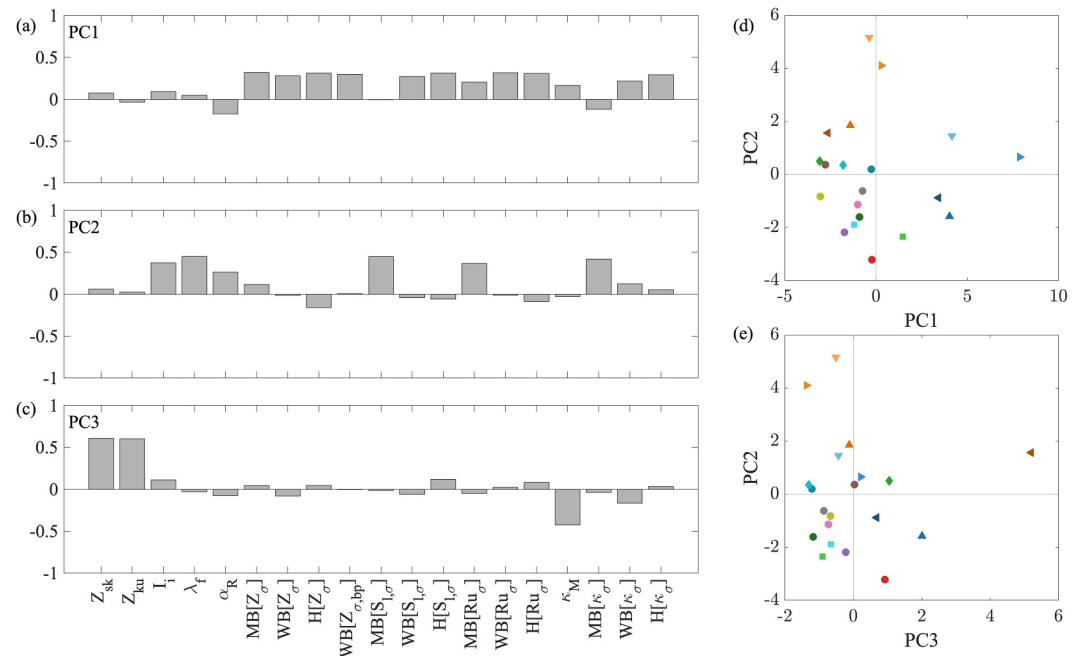 (a)
PC1
1
0.5
0
-0.5
-1
(b)
PC2
1
0.5
0
-0.5
-1
(c)
PC3
1
0.5
0
-0.5
-1
Z_sk
Z_ku
I_i
λ_f
α_R
MB[Z_σ]
WB[Z_σ]
H[Z_σ]
WB[Z_σ,bp]
MB[S_l,σ]
WB[S_l,σ]
H[S_l,σ]
MB[Ru_σ]
WB[Ru_σ]
H[Ru_σ]
κ_M
MB[κ_σ]
WB[κ_σ]
H[κ_σ]
(d)
6
4
2
0
-2
-4
PC2
-5 0 5 10
PC1
(e)
6
4
2
0
-2
-4
PC2
-2 0 2 4 6
PC3